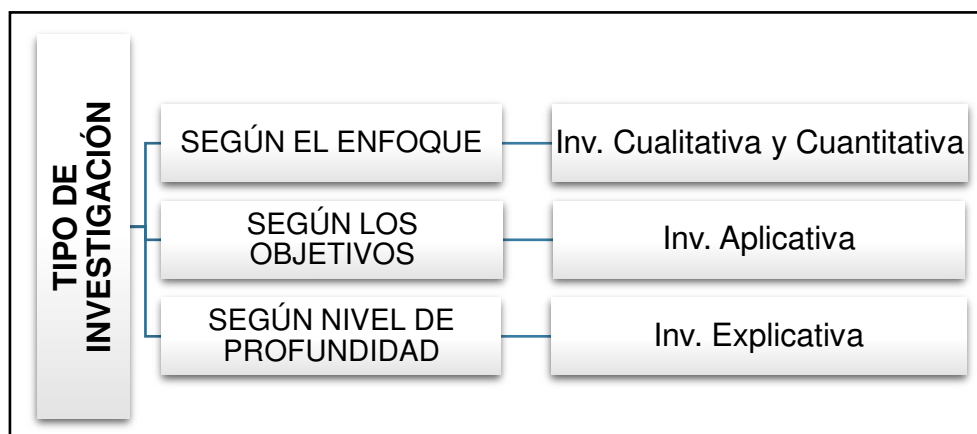 TIPO DE
INVESTIGACIÓN
SEGÚN EL ENFOQUE
Inv. Cualitativa y Cuantitativa
SEGÚN LOS
OBJETIVOS
Inv. Aplicativa
SEGÚN NIVEL DE
PROFUNDIDAD
Inv. Explicativa